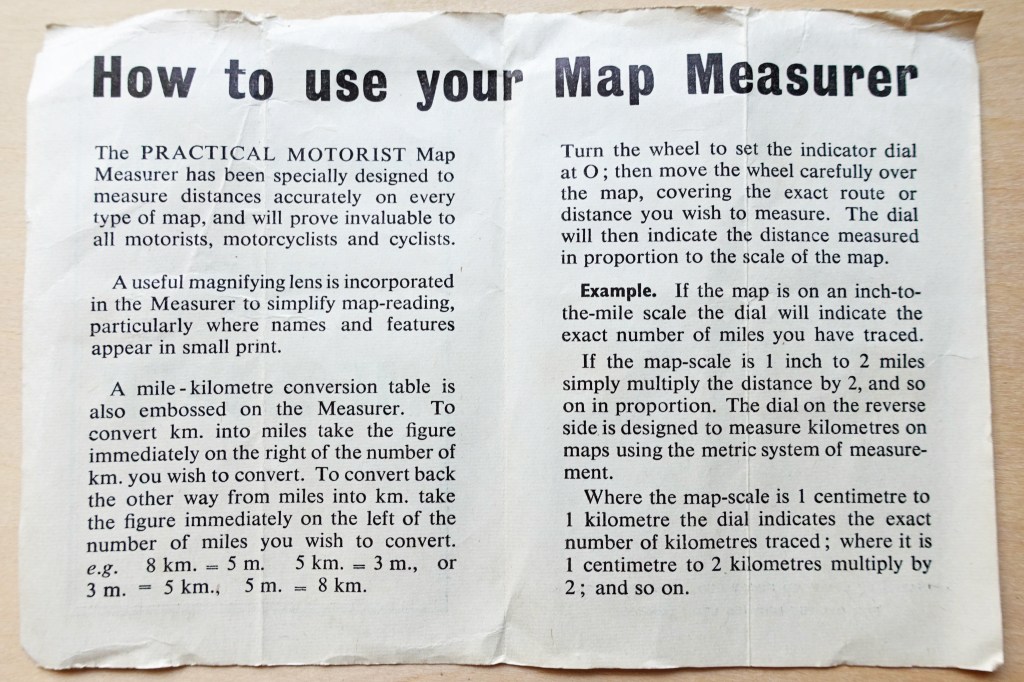 How to use your Map Measurer
The PRACTICAL MOTORIST Map
Measurer has been specially designed to
measure distances accurately on every
type of map, and will prove invaluable to
all motorists, motorcyclists and cyclists.
A useful magnifying lens is incorporated
in the Measurer to simplify map-reading,
particularly where names and features
appear in small print.
A mile-kilometre conversion table is
also embossed on the Measurer. To
convert km. into miles take the figure
immediately on the right of the number of
km. you wish to convert. To convert back
the other way from miles into km. take
the figure immediately on the left of the
number of miles you wish to convert.
e.g. 8 km. = 5 m. 5 km. = 3 m., or
3 m. = 5 km., 5 m. = 8 km.
Turn the wheel to set the indicator dial
at O; then move the wheel carefully over
the map, covering the exact route or
distance you wish to measure. The dial
will then indicate the distance measured
in proportion to the scale of the map.
Example. If the map is on an inch-to-
the-mile scale the dial will indicate the
exact number of miles you have traced.
If the map-scale is 1 inch to 2 miles
simply multiply the distance by 2, and so
on in proportion. The dial on the reverse
side is designed to measure kilometres on
maps using the metric system of measure-
ment.
Where the map-scale is 1 centimetre to
1 kilometre the dial indicates the exact
number of kilometres traced; where it is
1 centimetre to 2 kilometres multiply by
2; and so on.